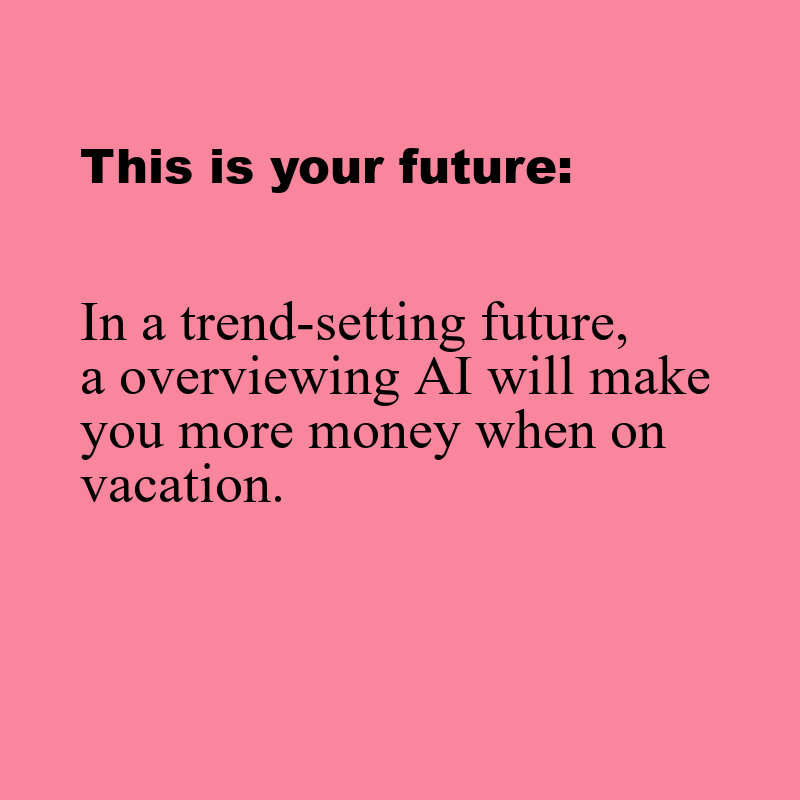 This is your future:
In a trend-setting future,
a overviewing AI will make
you more money when on
vacation.